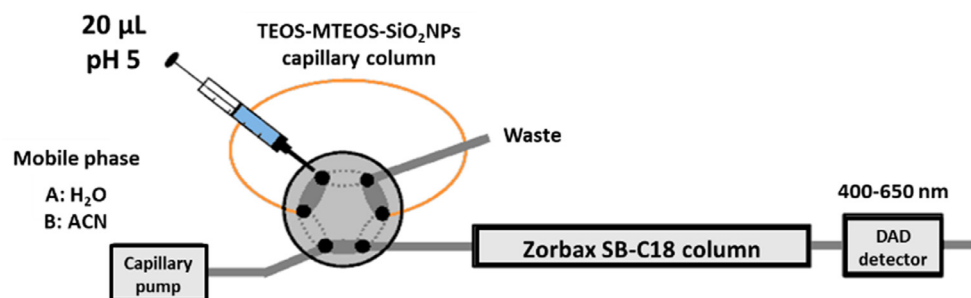 20 µL
pH 5
TEOS-MTEOS-SiO₂NPs
capillary column
Waste
Mobile phase
A: H₂O
B: ACN
400-650 nm
Capillary
pump
Zorbax SB-C18 column
DAD
detector